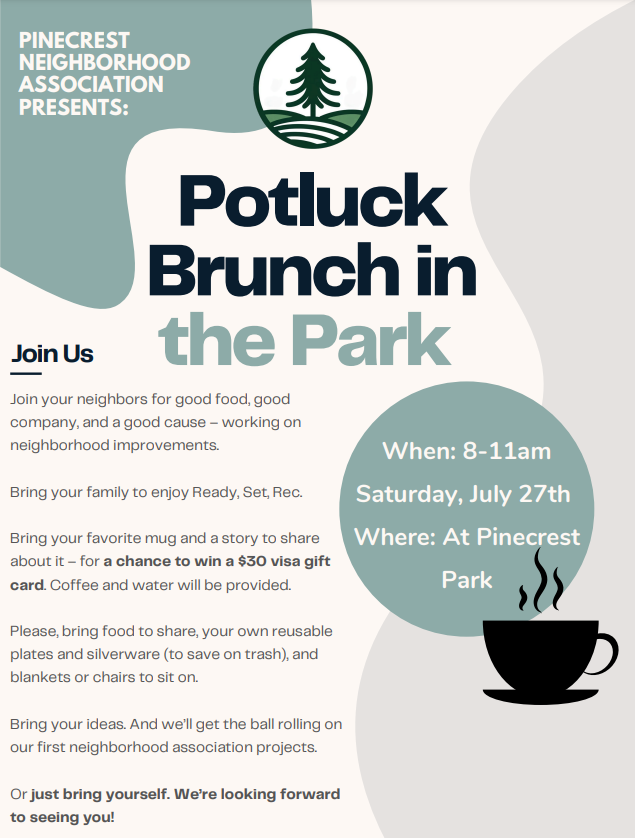 PINECREST
NEIGHBORHOOD
ASSOCIATION
PRESENTS:
Potluck
Brunch in
the Park
Join Us
Join your neighbors for good food, good
company, and a good cause – working on
neighborhood improvements.
Bring your family to enjoy Ready, Set, Rec.
Bring your favorite mug and a story to share
about it – for a chance to win a $30 visa gift
card. Coffee and water will be provided.
Please, bring food to share, your own reusable
plates and silverware (to save on trash), and
blankets or chairs to sit on.
Bring your ideas. And we’ll get the ball rolling on
our first neighborhood association projects.
Or just bring yourself. We’re looking forward
to seeing you!
When: 8-11am
Saturday, July 27th
Where: At Pinecrest
Park